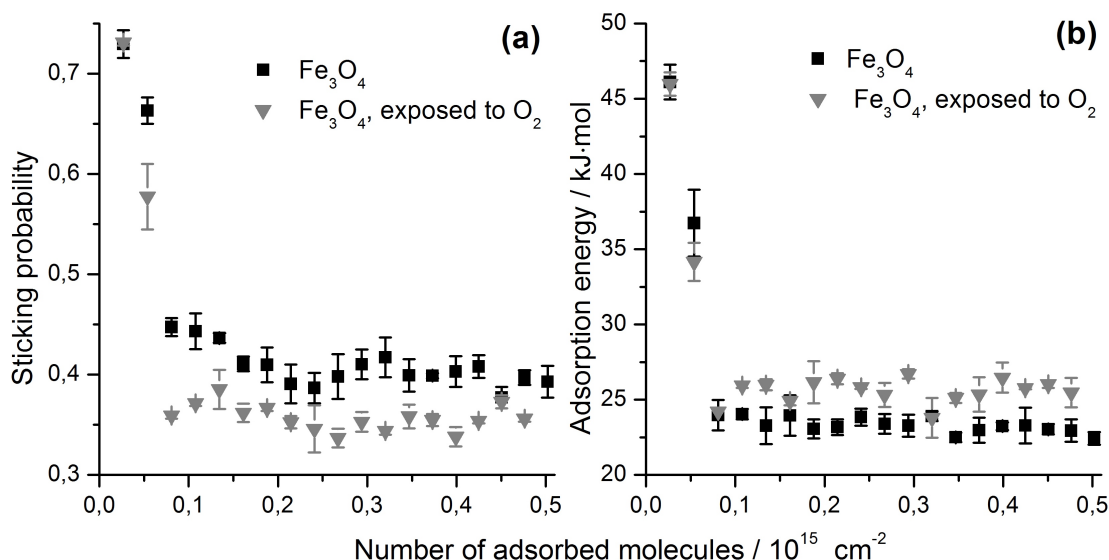 (a)
Fe₃O₄
Fe₃O₄, exposed to O₂
Sticking probability
0,7
0,6
0,5
0,4
0,3
0,0 0,1 0,2 0,3 0,4 0,5
(b)
Fe₃O₄
Fe₃O₄, exposed to O₂
Adsorption energy / kJ·mol
50
45
40
35
30
25
20
0,0 0,1 0,2 0,3 0,4 0,5
Number of adsorbed molecules / 10¹⁵ cm⁻²